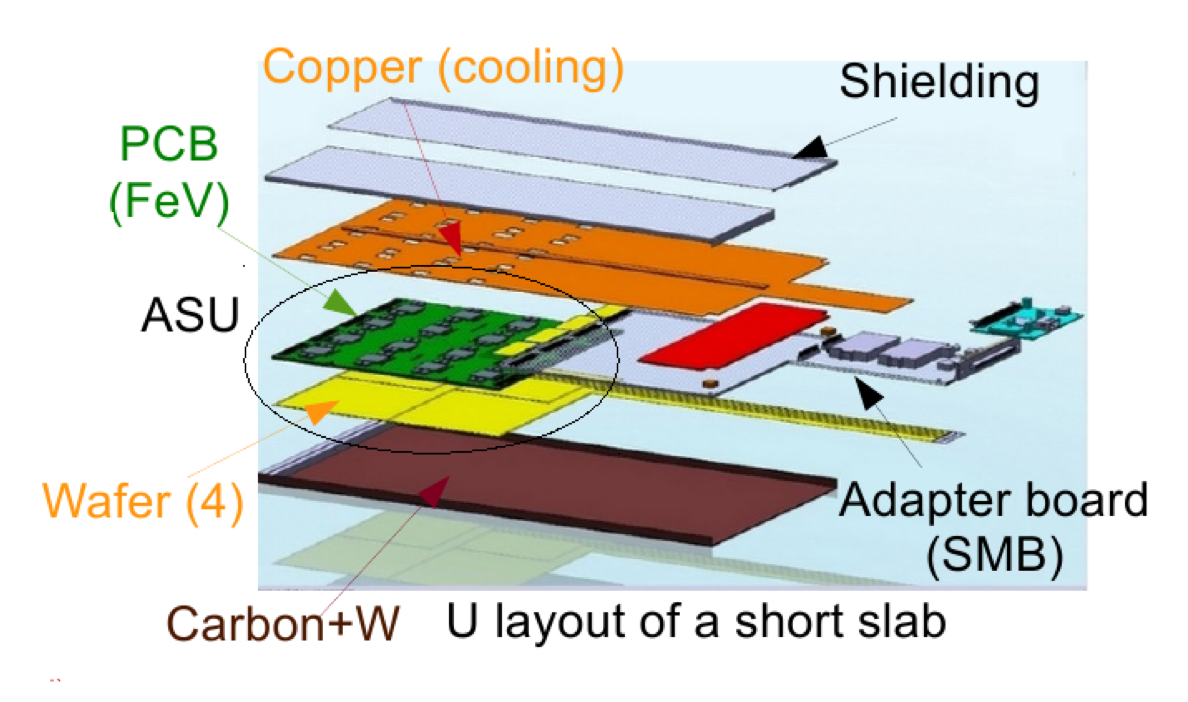 Copper (cooling)
Shielding
PCB
(FeV)
ASU
Wafer (4)
Adapter board
(SMB)
Carbon+W
U layout of a short slab